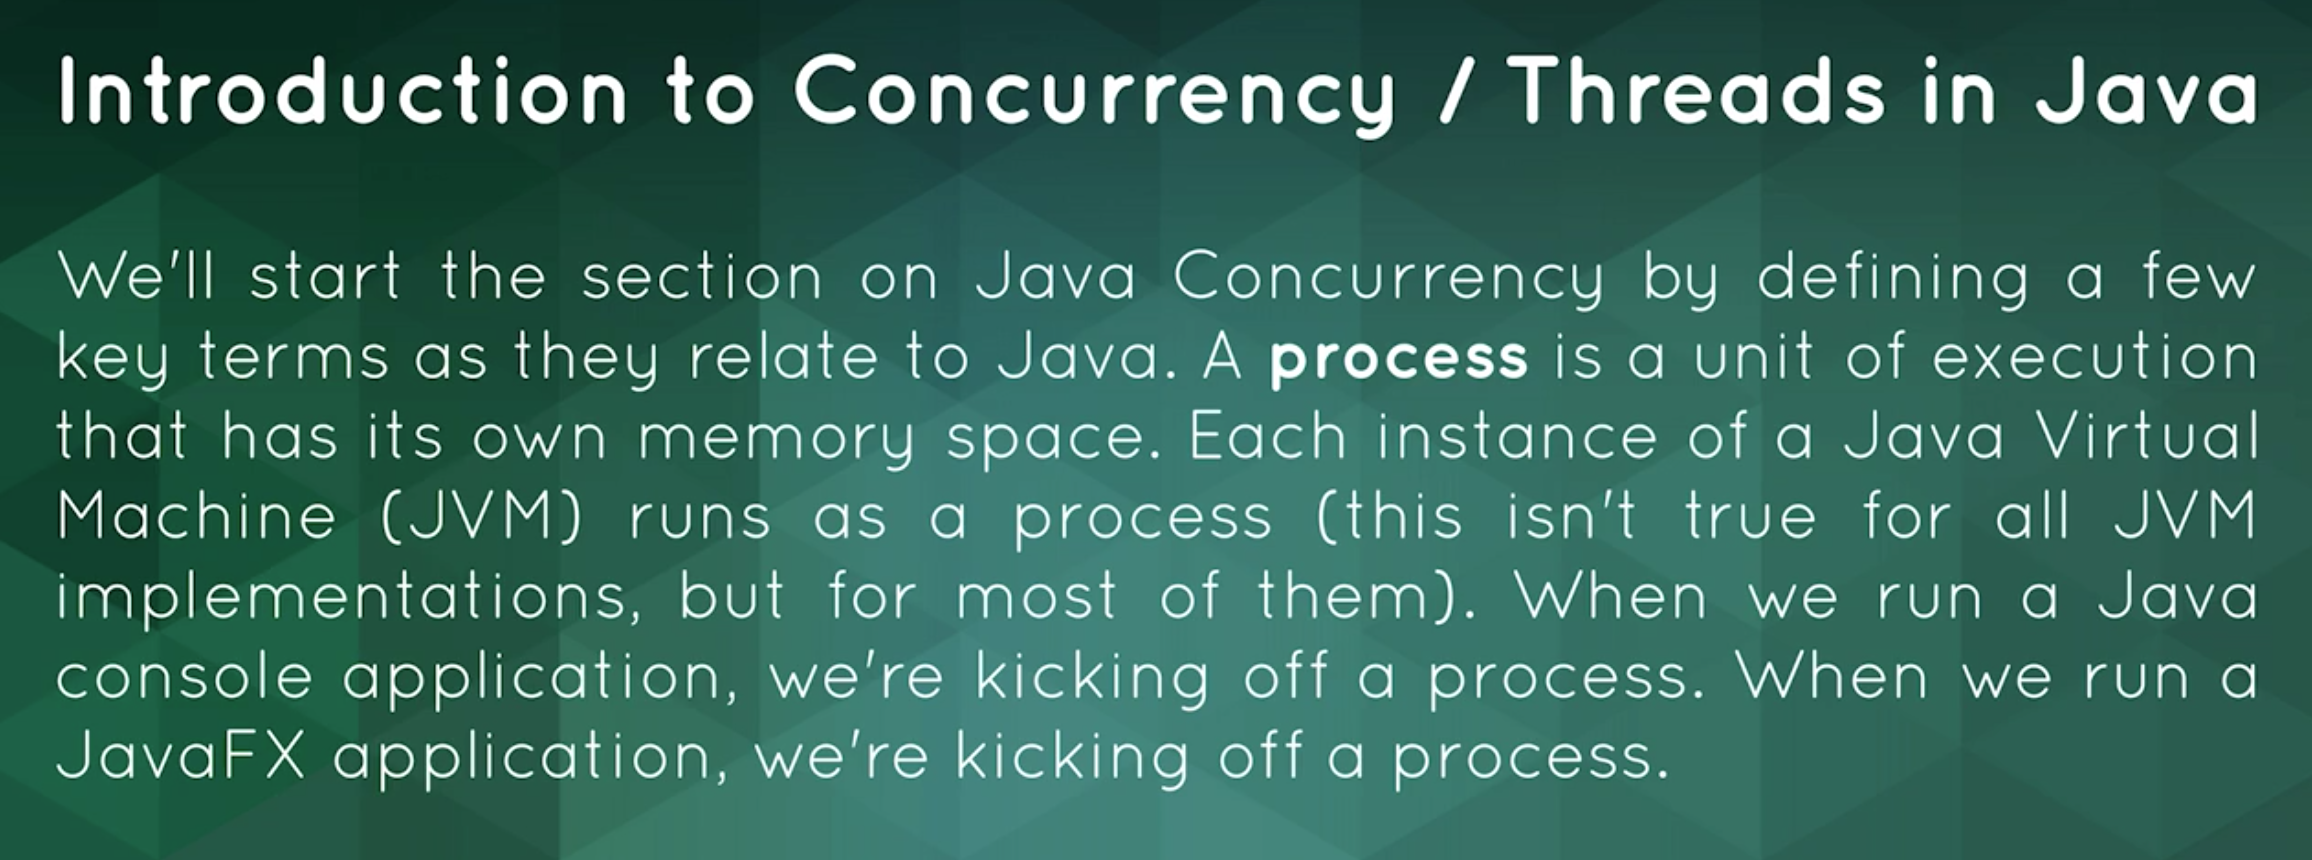 Introduction to Concurrency / Threads in Java
We'll start the section on Java Concurrency by defining a few
key terms as they relate to Java. A process is a unit of execution
that has its own memory space. Each instance of a Java Virtual
Machine (JVM) runs as a process (this isn't true for all JVM
implementations, but for most of them). When we run a Java
console application, we're kicking off a process. When we run a
JavaFX application, we're kicking off a process.